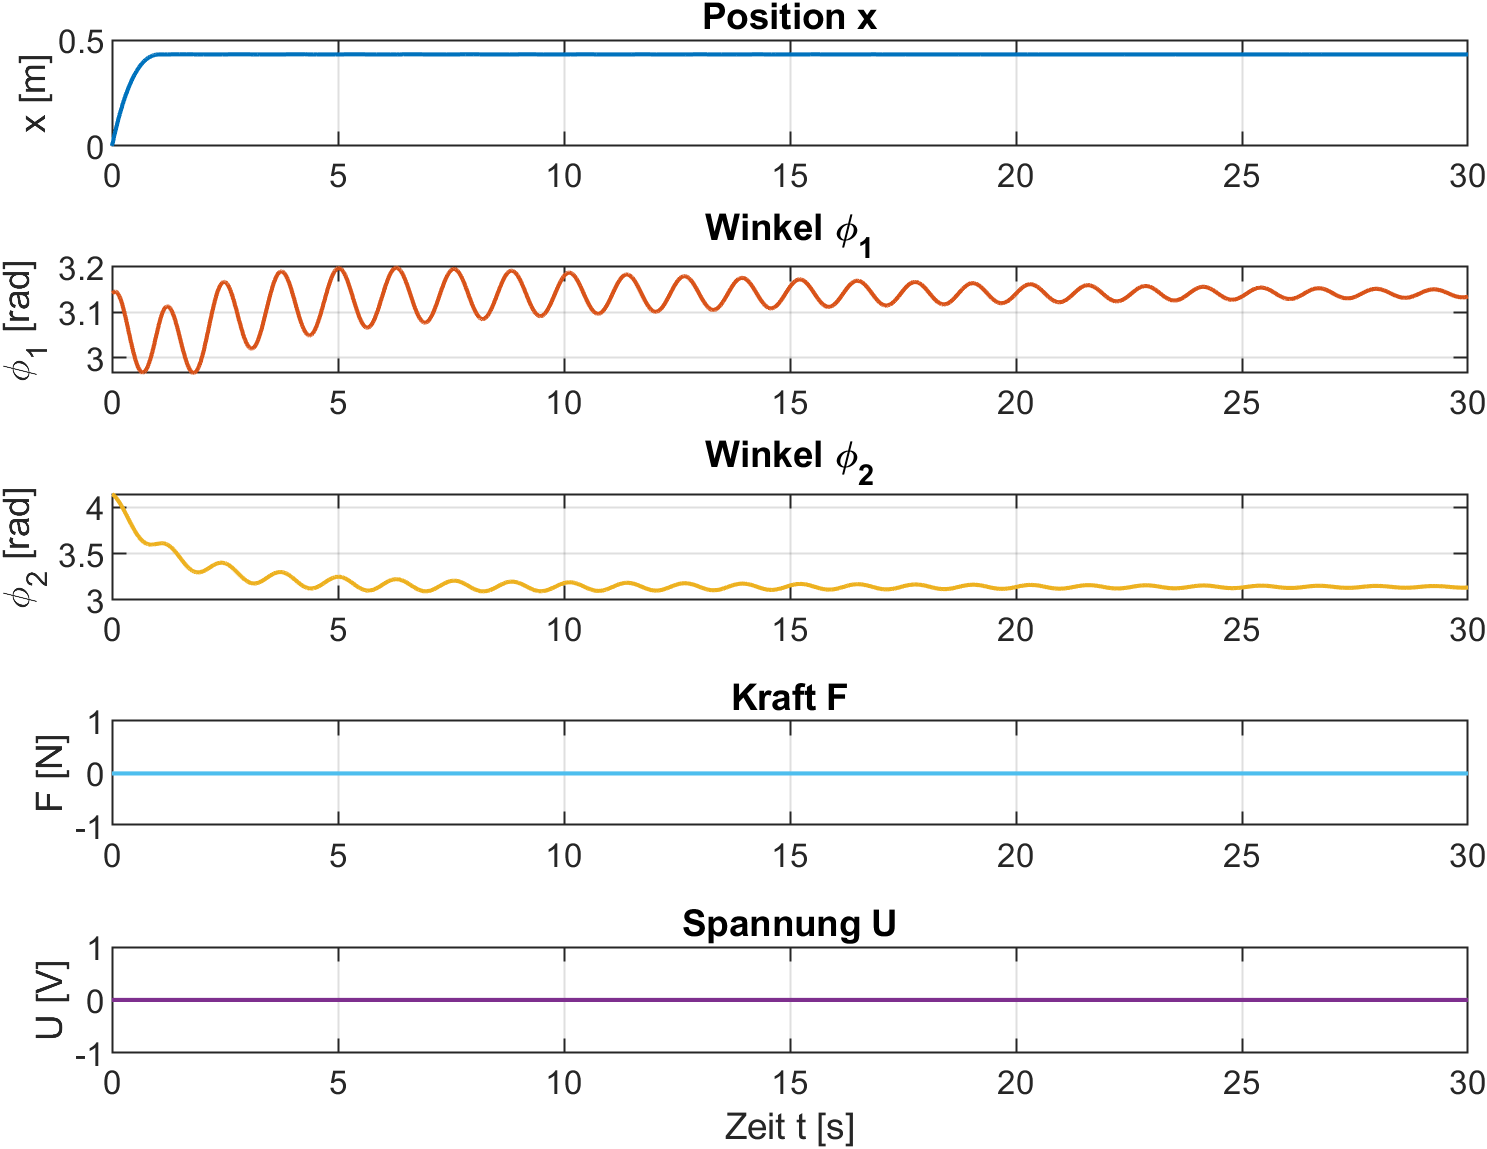 Position x
x [m]
0.5
0
0 5 10 15 20 25 30
Winkel ϕ1
ϕ1 [rad]
3.2
3.1
3
0 5 10 15 20 25 30
Winkel ϕ2
ϕ2 [rad]
4
3.5
3
0 5 10 15 20 25 30
Kraft F
F [N]
1
0
-1
0 5 10 15 20 25 30
Spannung U
U [V]
1
0
-1
0 5 10 15 20 25 30
Zeit t [s]